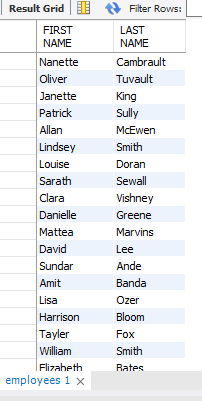 Result Grid Filter Rows:
FIRST NAME LAST NAME
Nanette Cambrault
Oliver Tuvault
Janette King
Patrick Sully
Allan McEwen
Lindsey Smith
Louise Doran
Sarath Sewall
Clara Vishney
Danielle Greene
Mattea Marvins
David Lee
Sundar Ande
Amit Banda
Lisa Ozer
Harrison Bloom
Tayler Fox
William Smith
Elizabeth Bates
employees 1 ×